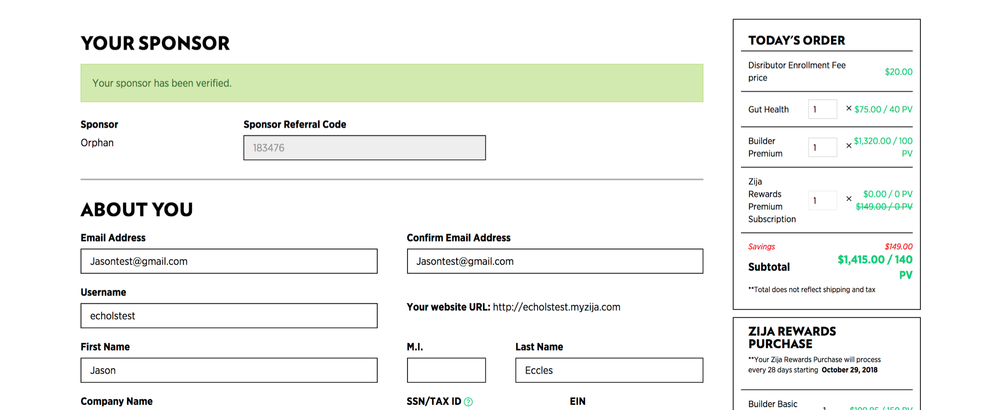 YOUR SPONSOR
Your sponsor has been verified.
Sponsor
Orphan
Sponsor Referral Code
183476
ABOUT YOU
Email Address
Jasontest@gmail.com
Confirm Email Address
Jasontest@gmail.com
Username
echolstest
Your website URL: http://echolstest.myzija.com
First Name
Jason
M.I.
Last Name
Eccles
Company Name
SSN/TAX ID ?
EIN
TODAY'S ORDER
Disributor Enrollment Fee
price
$20.00
Gut Health
1
× $75.00 / 40 PV
Builder
Premium
1
× $1,320.00 / 100
PV
Zija
Rewards
Premium
Subscription
1
× $0.00 / 0 PV
$149.00 / 0 PV
Savings $149.00
Subtotal
$1,415.00 / 140
PV
**Total does not reflect shipping and tax
ZIJA REWARDS
PURCHASE
**Your Zija Rewards Purchase will process
every 28 days starting October 29, 2018
Builder Basic